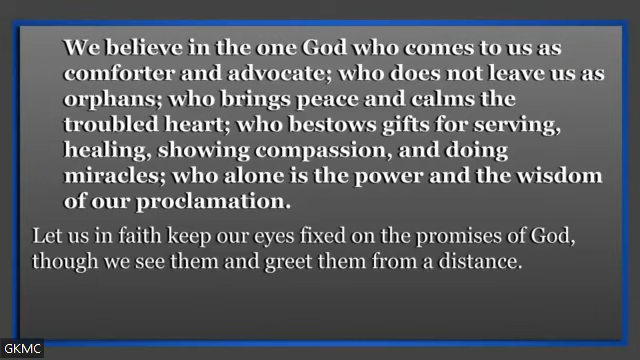 We believe in the one God who comes to us as
comforter and advocate; who does not leave us as
orphans; who brings peace and calms the
troubled heart; who bestows gifts for serving,
healing, showing compassion, and doing
miracles; who alone is the power and the wisdom
of our proclamation.
Let us in faith keep our eyes fixed on the promises of God,
though we see them and greet them from a distance.
GKMC